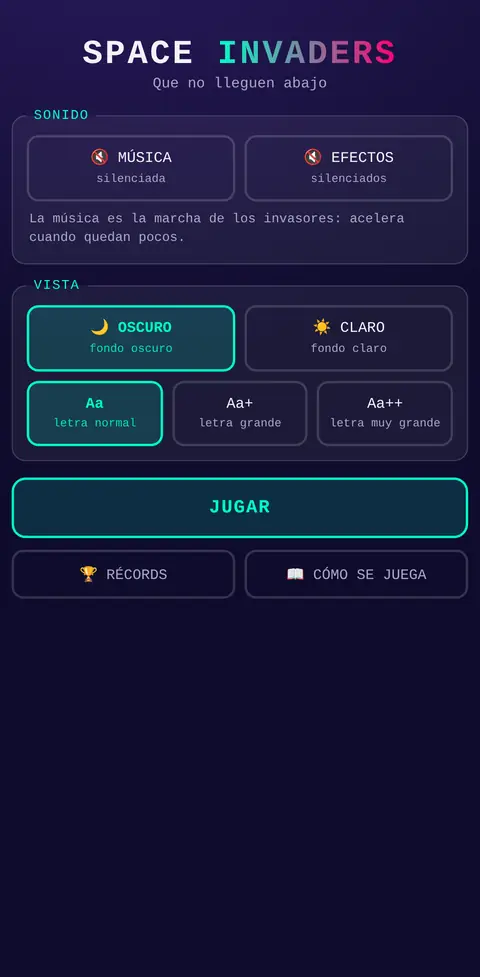 SPACE INVADERS
Que no lleguen abajo
SONIDO
🔇 MÚSICA
silenciada
🔇 EFECTOS
silenciados
La música es la marcha de los invasores: acelera
cuando quedan pocos.
VISTA
🌙 OSCURO
fondo oscuro
☀️ CLARO
fondo claro
Aa
letra normal
Aa+
letra grande
Aa++
letra muy grande
JUGAR
🏆 RÉCORDS
📖 CÓMO SE JUEGA